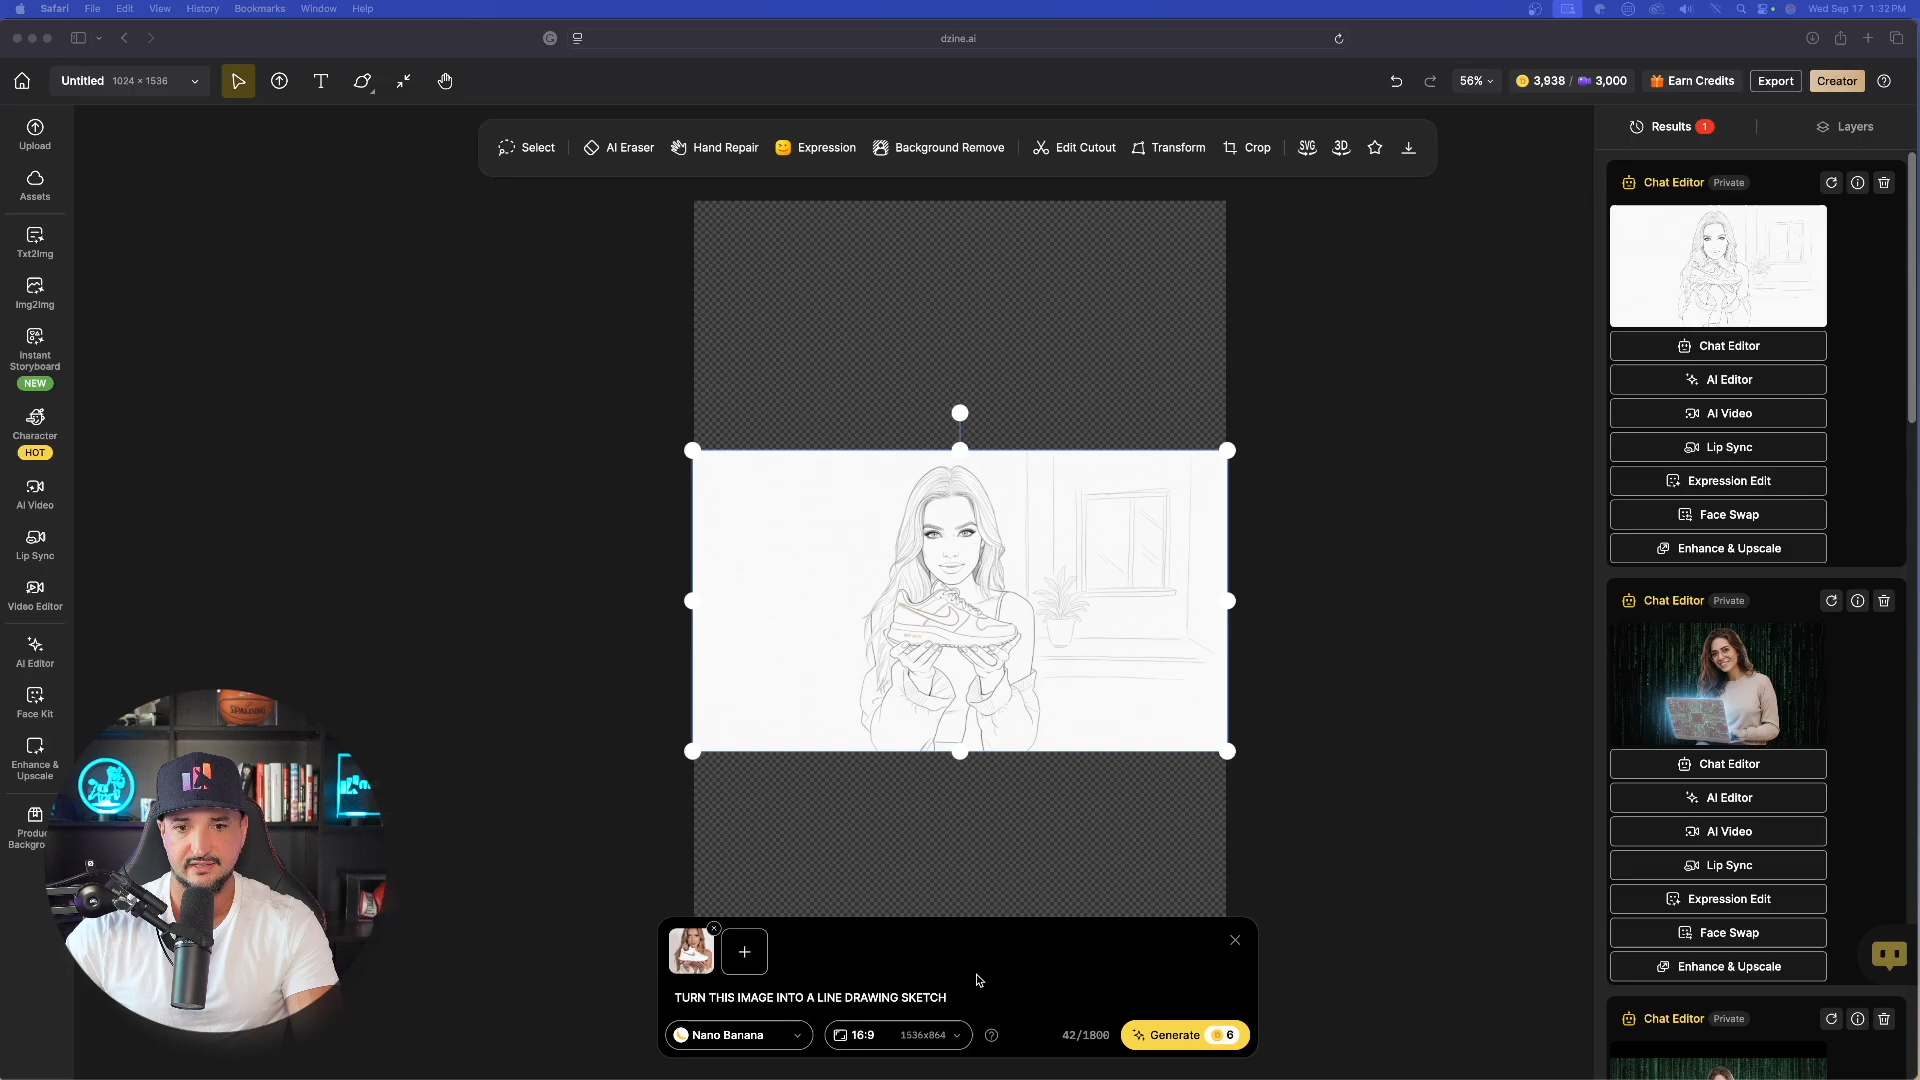 Safari File Edit View History Bookmarks Window Help
Wed Sep 17 1:32 PM
dzine.ai
Untitled 1024 × 1536
T
56%
3,938 / 3,000
Earn Credits
Export
Creator
Upload
Assets
Txt2Img
Img2Img
Instant
Storyboard
NEW
Character
HOT
AI Video
Lip Sync
Video Editor
AI Editor
Face Kit
Enhance &
Upscale
Produc
Backgro
SPALDING
Select
AI Eraser
Hand Repair
Expression
Background Remove
Edit Cutout
Transform
Crop
SVG
3D
TURN THIS IMAGE INTO A LINE DRAWING SKETCH
Nano Banana
16:9 1536x864
42/1800
Generate 6
Results 1
Layers
Chat Editor Private
Chat Editor
AI Editor
AI Video
Lip Sync
Expression Edit
Face Swap
Enhance & Upscale
Chat Editor Private
Chat Editor
AI Editor
AI Video
Lip Sync
Expression Edit
Face Swap
Enhance & Upscale
Chat Editor Private